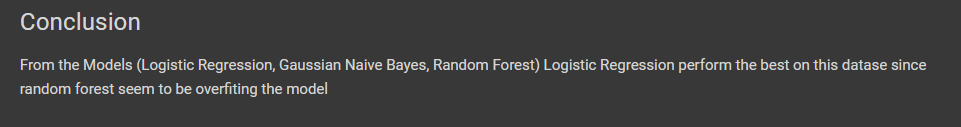 Conclusion
From the Models (Logistic Regression, Gaussian Naive Bayes, Random Forest) Logistic Regression perform the best on this datase since
random forest seem to be overfiting the model